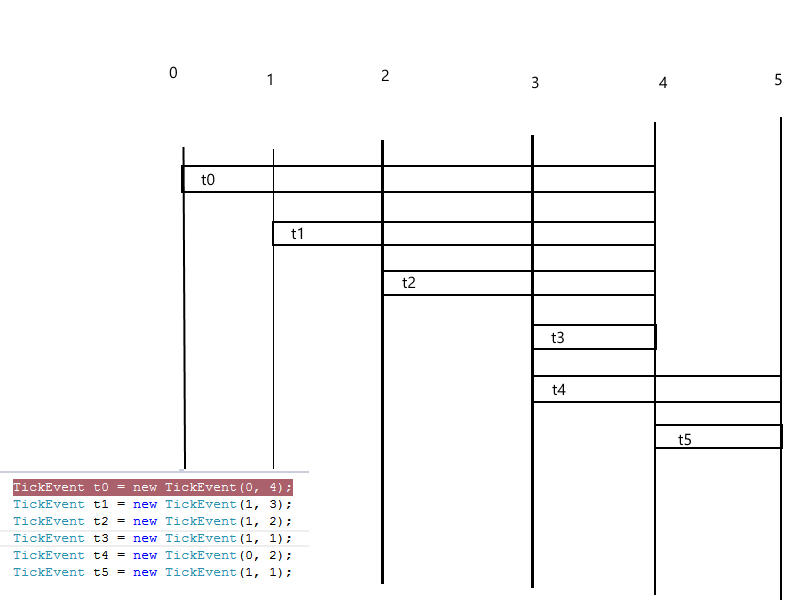 0 1 2 3 4 5
t0
t1
t2
t3
t4
t5
TickEvent t0 = new TickEvent(0, 4);
TickEvent t1 = new TickEvent(1, 3);
TickEvent t2 = new TickEvent(1, 2);
TickEvent t3 = new TickEvent(1, 1);
TickEvent t4 = new TickEvent(0, 2);
TickEvent t5 = new TickEvent(1, 1);